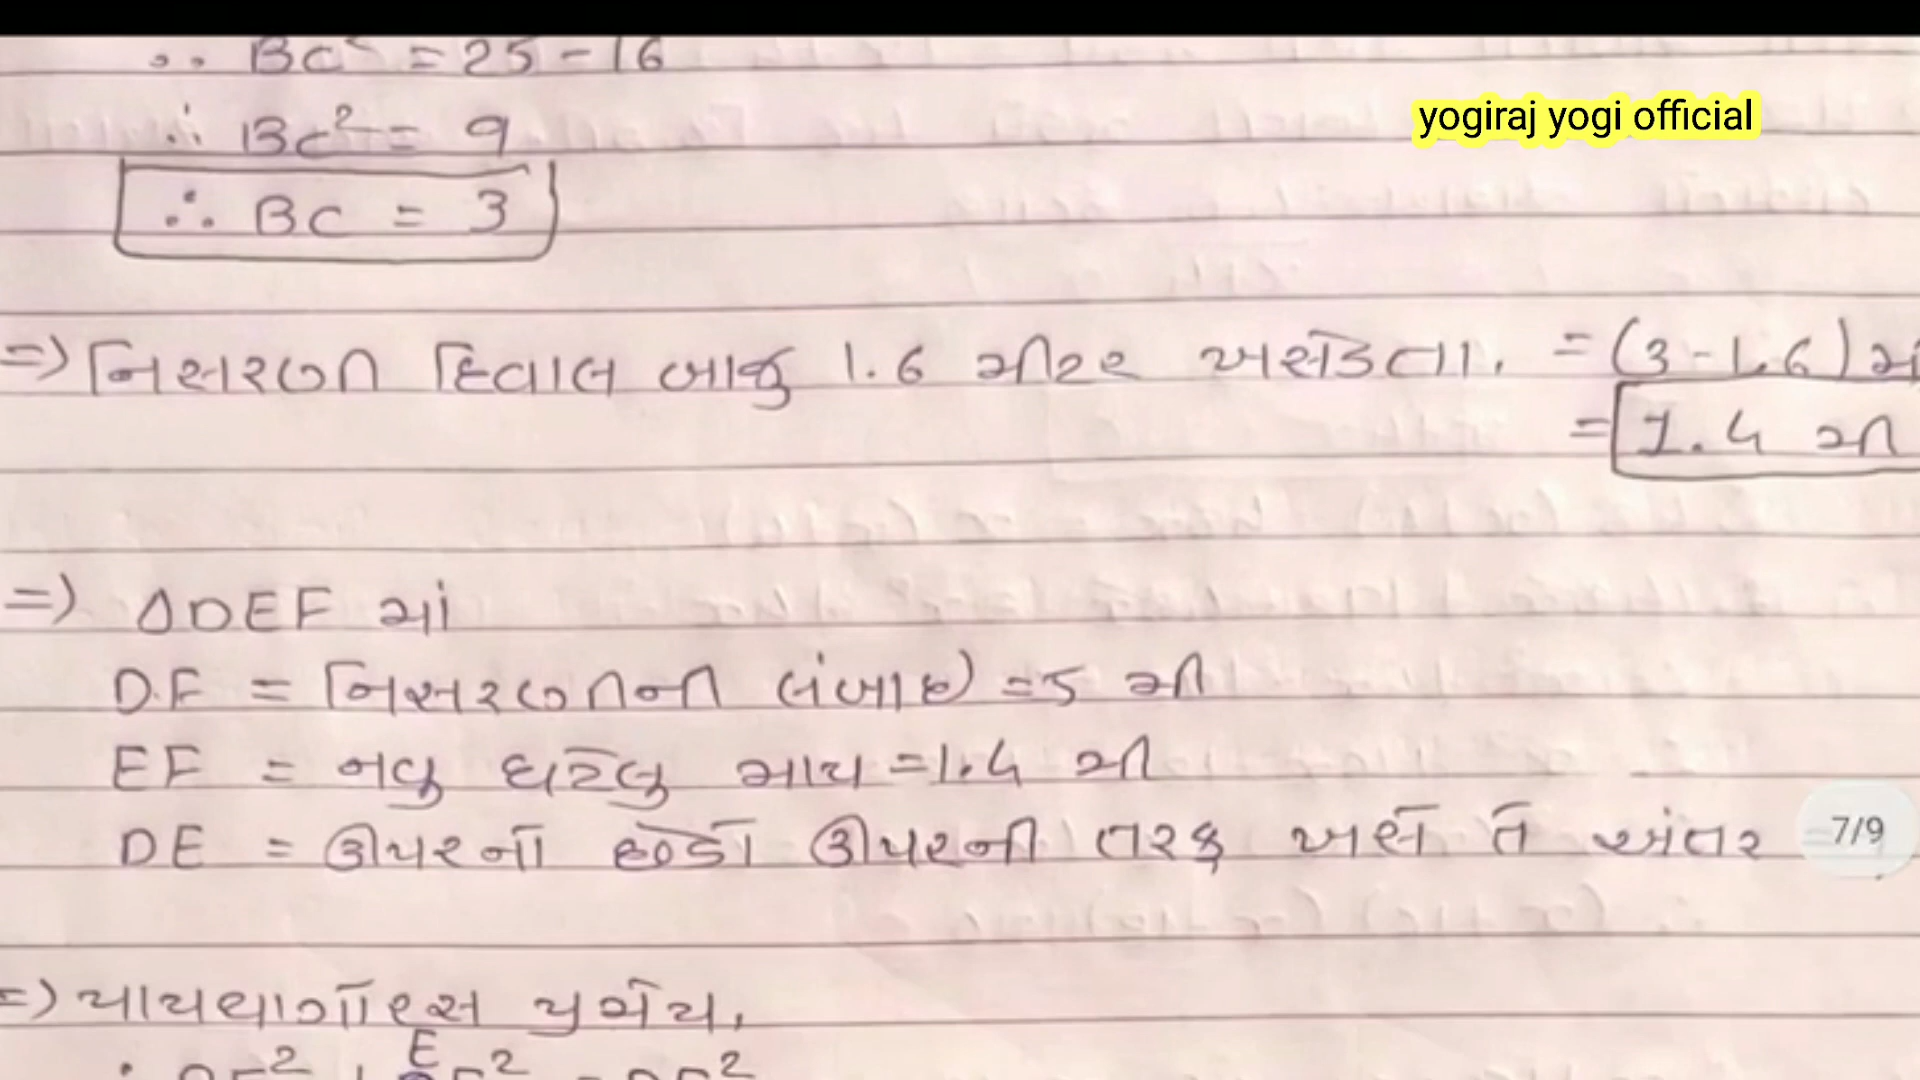 ∴ BC² = 25 - 16
yogiraj yogi official
∴ BC² = 9
∴ BC = 3
=) નિસરણી દિવાલ બાજુ 1.6 મીટર ખસેડતા. = (3 - 1.6) મી
= 1.4 મી
=) ΔDEF માં
DF = નિસરણીની લંબાઇ = 5 મી
EF = નવુ ઘટેલુ માપ = 1.4 મી
DE = ઊપરનો છેડો ઊપરની તરફ ખસે તે અંતર
7/9
=) પાયથાગોરસ પ્રમેય,